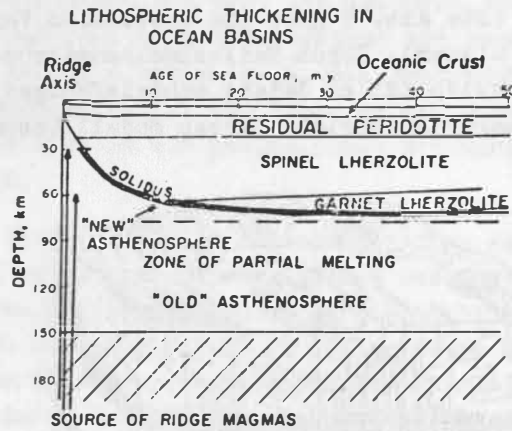 LITHOSPHERIC THICKENING IN
OCEAN BASINS
Ridge
Axis
AGE OF SEA FLOOR, my
Oceanic Crust
10
20
30
40
50
RESIDUAL PERIDOTITE
30
SPINEL LHERZOLITE
SOLIDUS
60
GARNET LHERZOLITE
"NEW"
ASTHENOSPHERE
90
ZONE OF PARTIAL MELTING
DEPTH, km
120
"OLD" ASTHENOSPHERE
150
180
SOURCE OF RIDGE MAGMAS